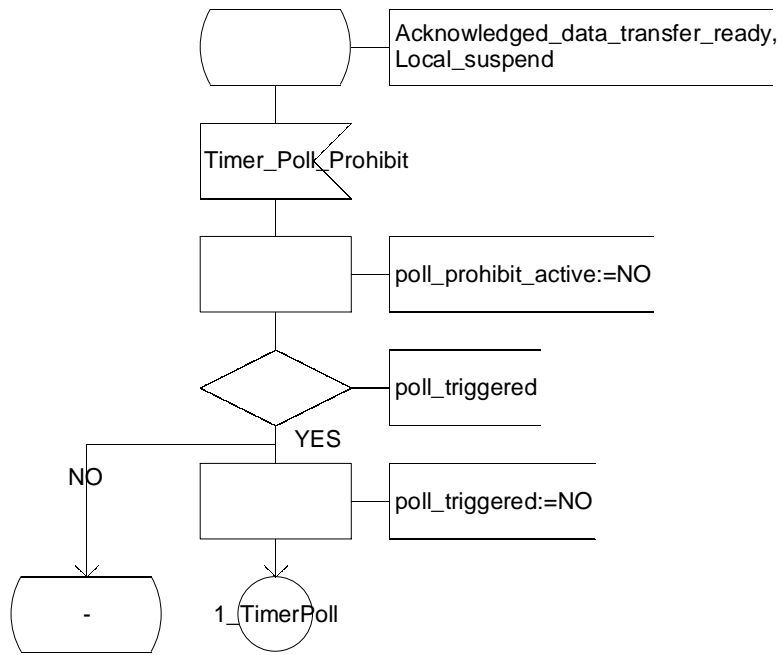 Acknowledged_data_transfer_ready,
Local_suspend
Timer_Poll_Prohibit
poll_prohibit_active:=NO
poll_triggered
YES
NO
poll_triggered:=NO
-
1_TimerPoll